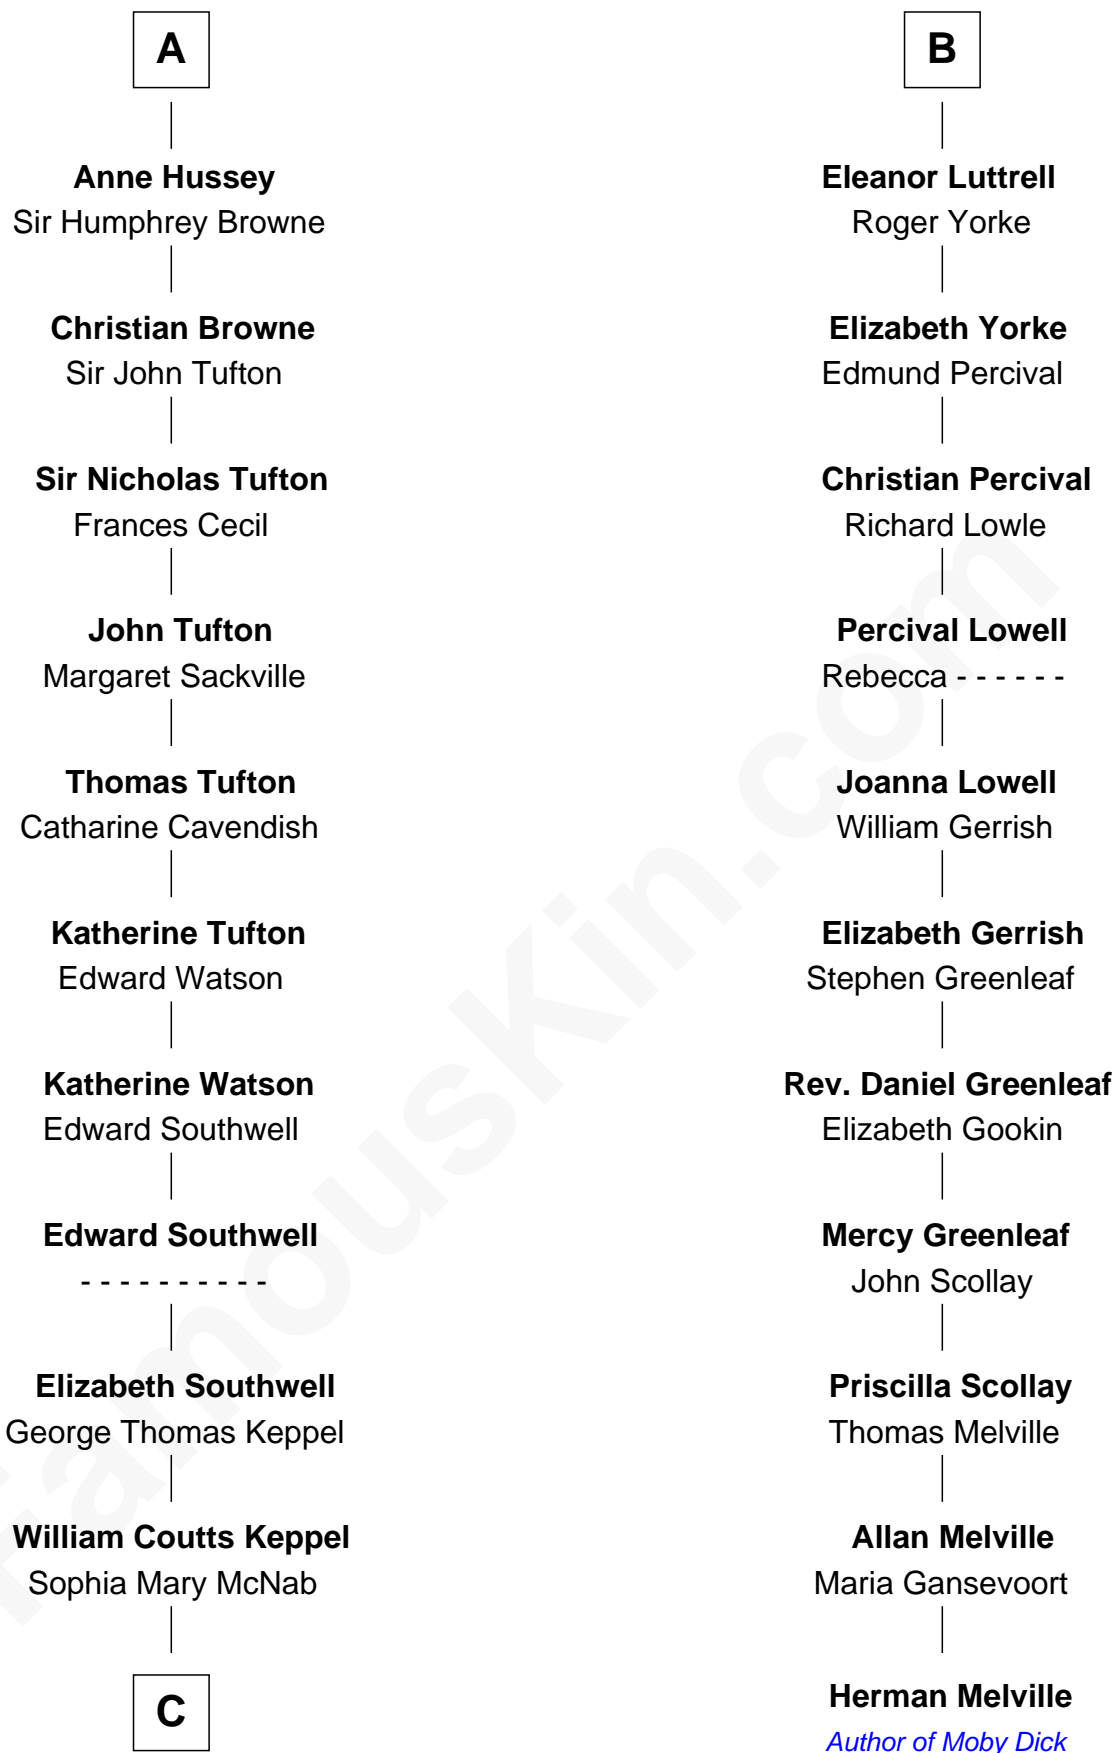 A
Anne Hussey
Sir Humphrey Browne
Christian Browne
Sir John Tufton
Sir Nicholas Tufton
Frances Cecil
John Tufton
Margaret Sackville
Thomas Tufton
Catharine Cavendish
Katherine Tufton
Edward Watson
Katherine Watson
Edward Southwell
Edward Southwell
- - - - - - - - - -
Elizabeth Southwell
George Thomas Keppel
William Coutts Keppel
Sophia Mary McNab
C
B
Eleanor Luttrell
Roger Yorke
Elizabeth Yorke
Edmund Percival
Christian Percival
Richard Lowle
Percival Lowell
Rebecca - - - - - -
Joanna Lowell
William Gerrish
Elizabeth Gerrish
Stephen Greenleaf
Rev. Daniel Greenleaf
Elizabeth Gookin
Mercy Greenleaf
John Scollay
Priscilla Scollay
Thomas Melville
Allan Melville
Maria Gansevoort
Herman Melville
Author of Moby Dick
FamousKin.com